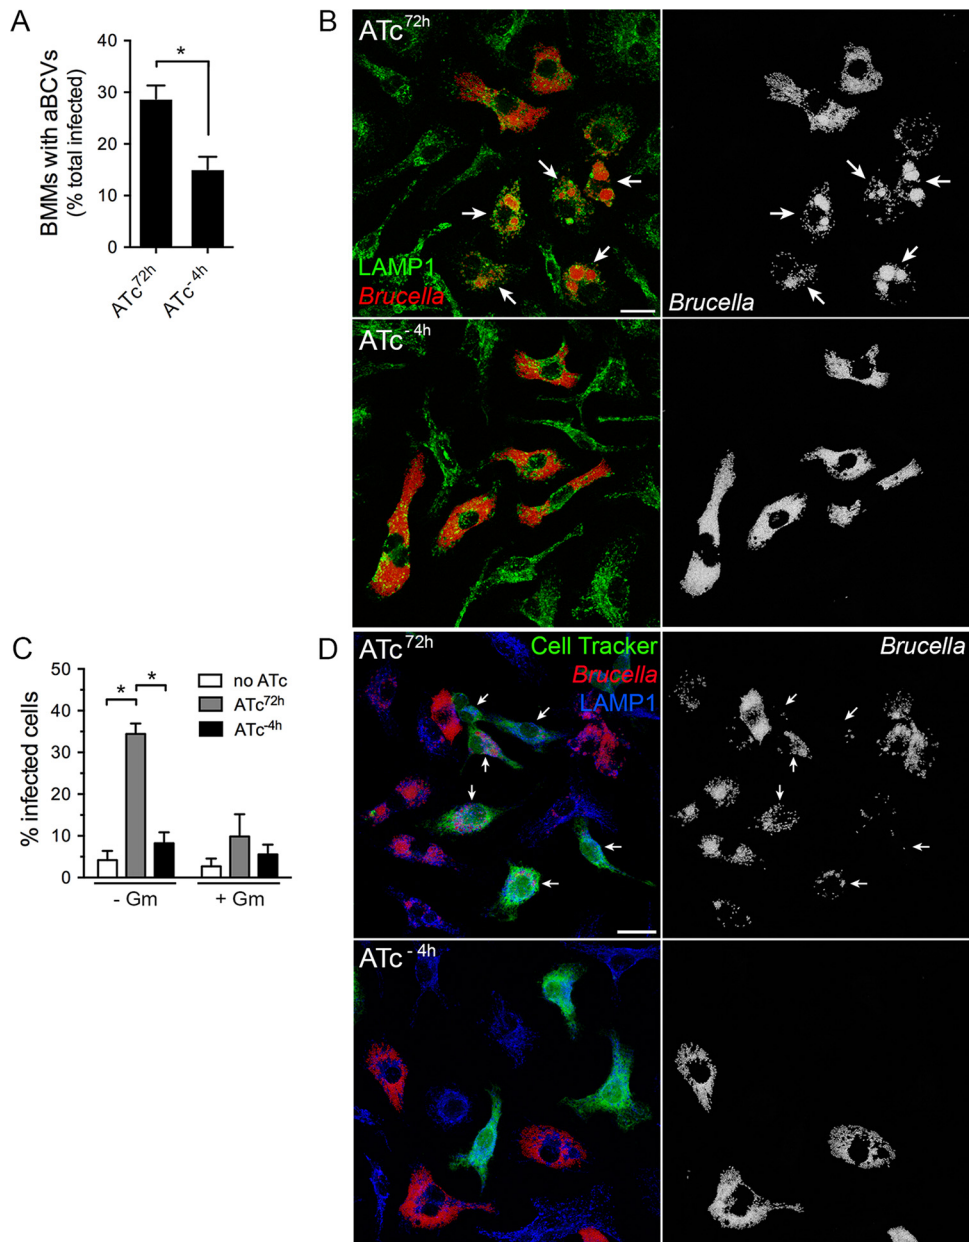 A
BMMs with aBCVs
(% total infected)
40
30
20
10
0
*
ATc72h
ATc-4h
B
ATc72h
LAMP1
Brucella
Brucella
ATc-4h
C
% infected cells
50
40
30
20
10
0
*
*
no ATc
ATc72h
ATc-4h
- Gm
+ Gm
D
ATc72h
Cell Tracker
Brucella
LAMP1
Brucella
ATc-4h